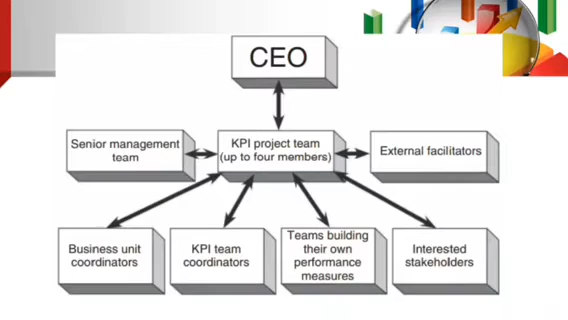 CEO
Senior management
team
KPI project team
(up to four members)
External facilitators
Business unit
coordinators
KPI team
coordinators
Teams building
their own
performance
measures
Interested
stakeholders